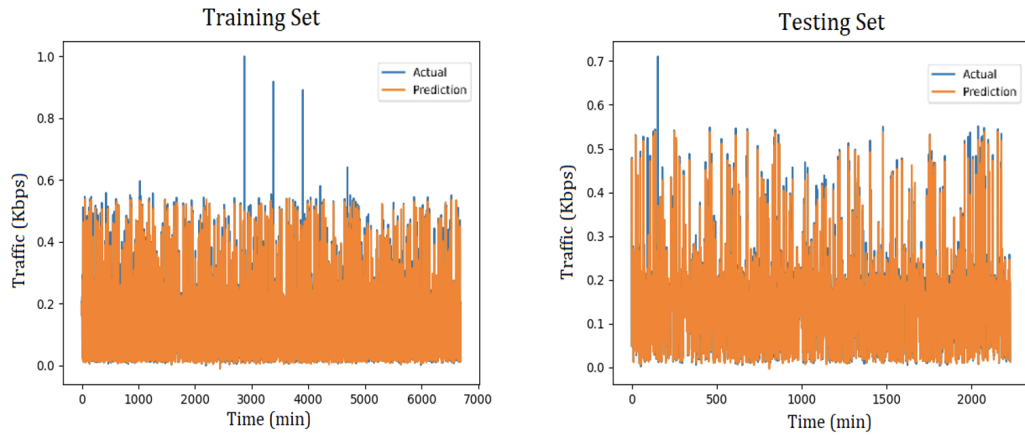 Training Set
Traffic (Kbps)
1.0
0.8
0.6
0.4
0.2
0.0
Actual
Prediction
0 1000 2000 3000 4000 5000 6000 7000
Time (min)
Testing Set
Traffic (Kbps)
0.7
0.6
0.5
0.4
0.3
0.2
0.1
0.0
Actual
Prediction
0 500 1000 1500 2000
Time (min)